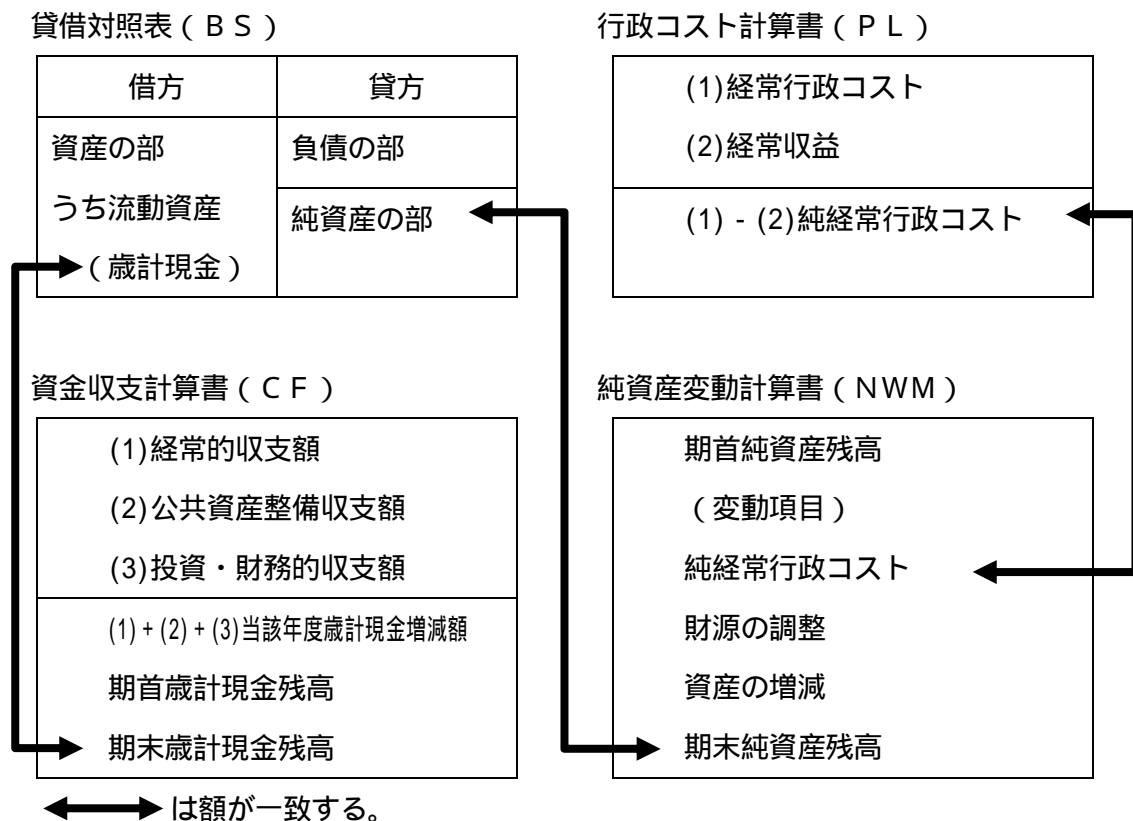 貸借対照表（ＢＳ）
借方 貸方
資産の部 負債の部
うち流動資産 純資産の部
（歳計現金）
行政コスト計算書（ＰＬ）
(1)経常行政コスト
(2)経常収益
(1) - (2)純経常行政コスト
資金収支計算書（ＣＦ）
(1)経常的収支額
(2)公共資産整備収支額
(3)投資・財務的収支額
(1) + (2) + (3)当該年度歳計現金増減額
期首歳計現金残高
期末歳計現金残高
純資産変動計算書（ＮＷＭ）
期首純資産残高
（変動項目）
純経常行政コスト
財源の調整
資産の増減
期末純資産残高
は額が一致する。